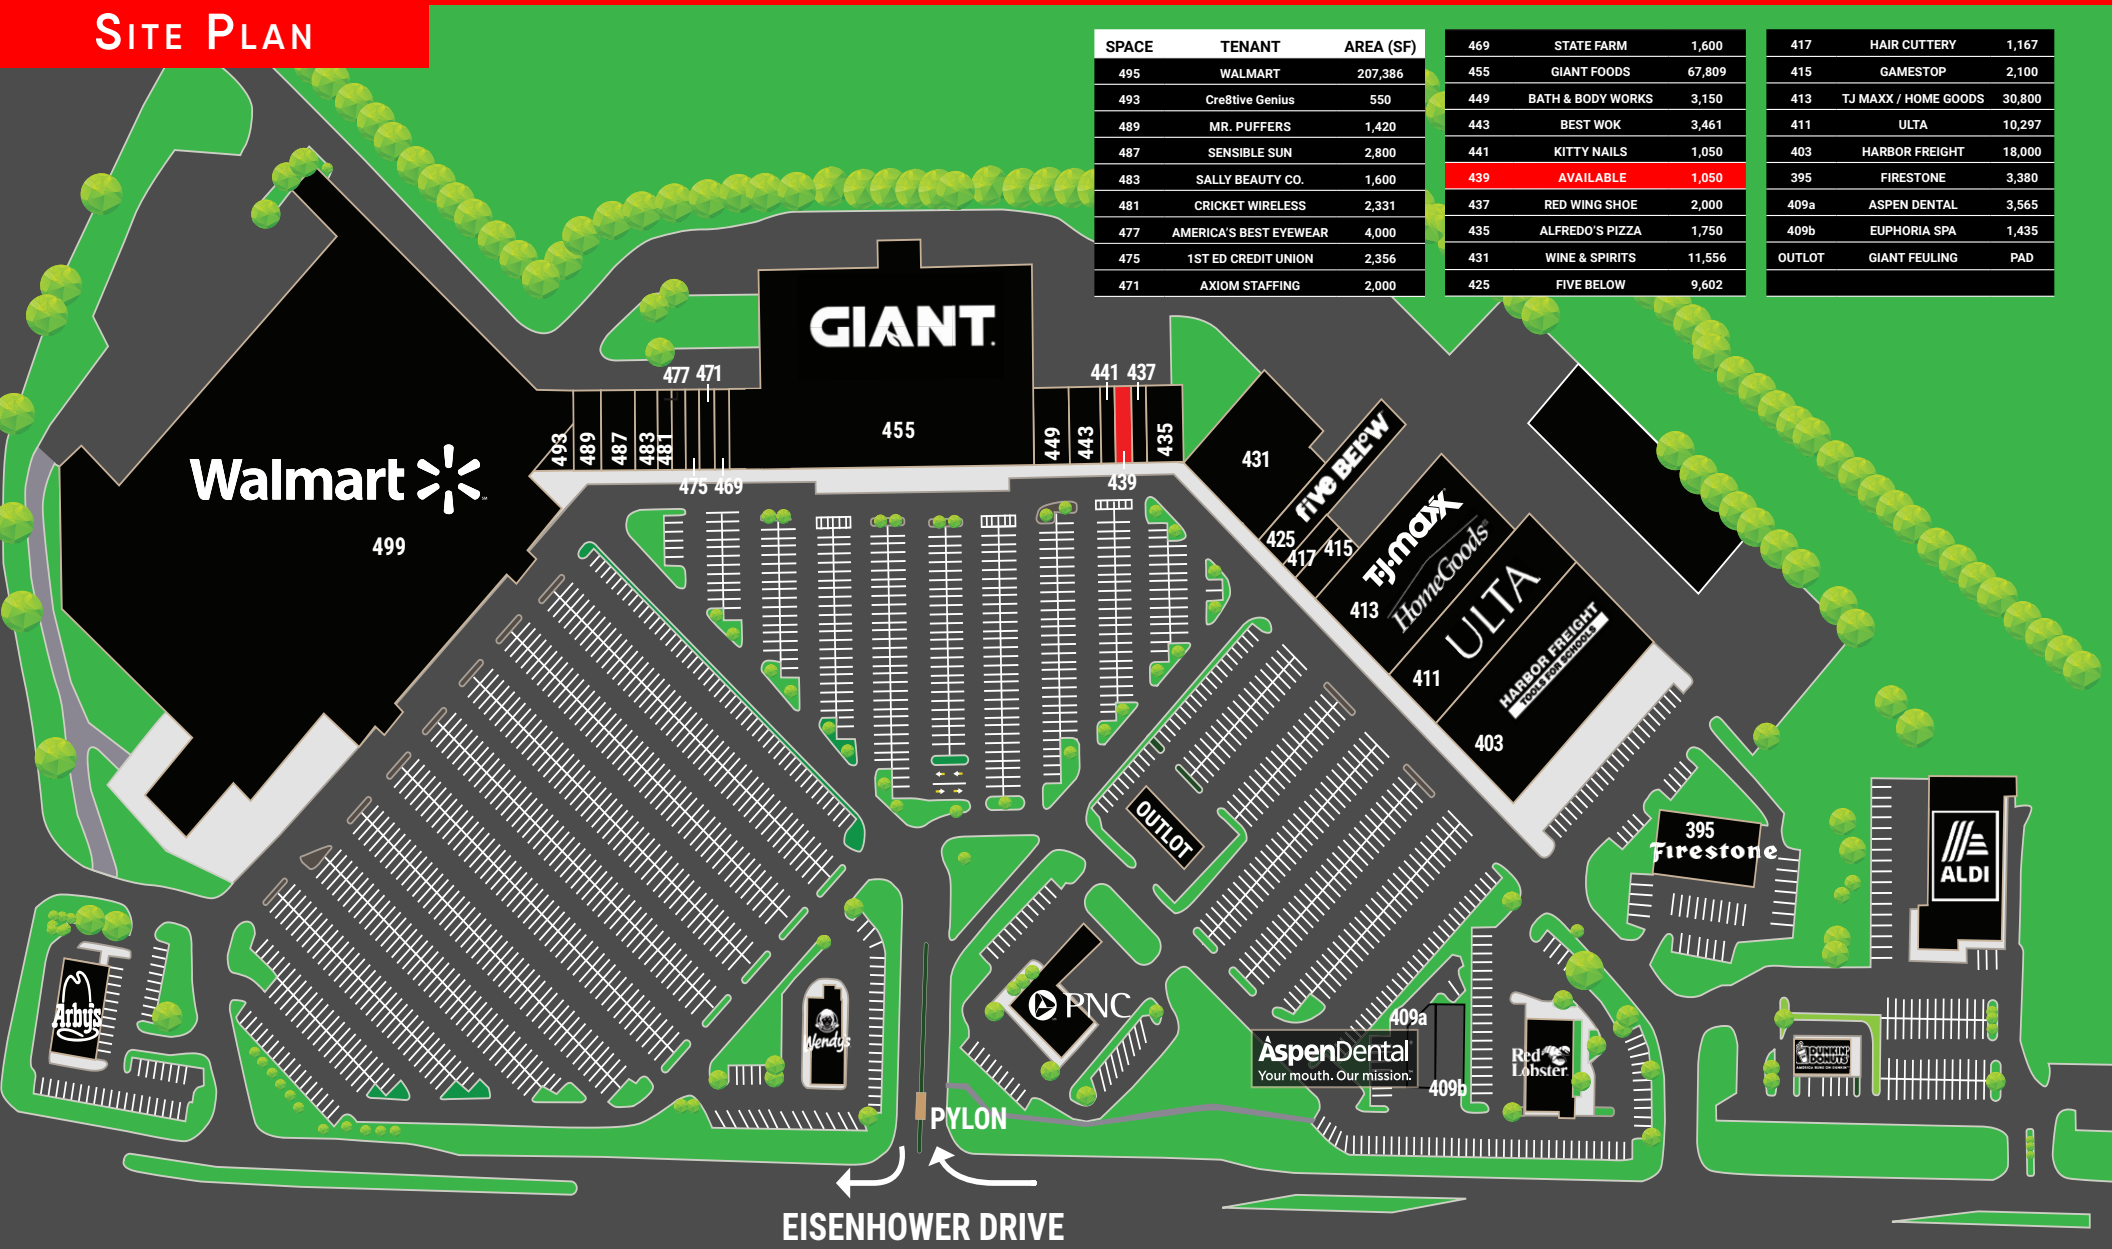 SITE PLAN
SPACE TENANT AREA (SF)
495 WALMART 207,386
493 Cre8tive Genius 550
489 MR. PUFFERS 1,420
487 SENSIBLE SUN 2,800
483 SALLY BEAUTY CO. 1,600
481 CRICKET WIRELESS 2,331
477 AMERICA'S BEST EYEWEAR 4,000
475 1ST ED CREDIT UNION 2,356
471 AXIOM STAFFING 2,000
469 STATE FARM 1,600
455 GIANT FOODS 67,809
449 BATH & BODY WORKS 3,150
443 BEST WOK 3,461
441 KITTY NAILS 1,050
439 AVAILABLE 1,050
437 RED WING SHOE 2,000
435 ALFREDO'S PIZZA 1,750
431 WINE & SPIRITS 11,556
425 FIVE BELOW 9,602
417 HAIR CUTTERY 1,167
415 GAMESTOP 2,100
413 TJ MAXX / HOME GOODS 30,800
411 ULTA 10,297
403 HARBOR FREIGHT 18,000
395 FIRESTONE 3,380
409a ASPEN DENTAL 3,565
409b EUPHORIA SPA 1,435
OUTLOT GIANT FEULING PAD
GIANT.
455
477 471
441 437
Walmart
499
493
489
487
483
481
475 469
449
443
435
439
431
five BEL°W
425
417
415
T·J·maxx
HomeGoods
413
ULTA
411
HARBOR FREIGHT
TOOLS FOR SCHOOLS
403
OUTLOT
395
Firestone
ALDI
Arby's
Wendy's
PNC
409a
AspenDental
Your mouth. Our mission.
409b
Red
Lobster
DUNKIN'
DONUTS
AMERICA RUNS ON DUNKIN'
PYLON
EISENHOWER DRIVE